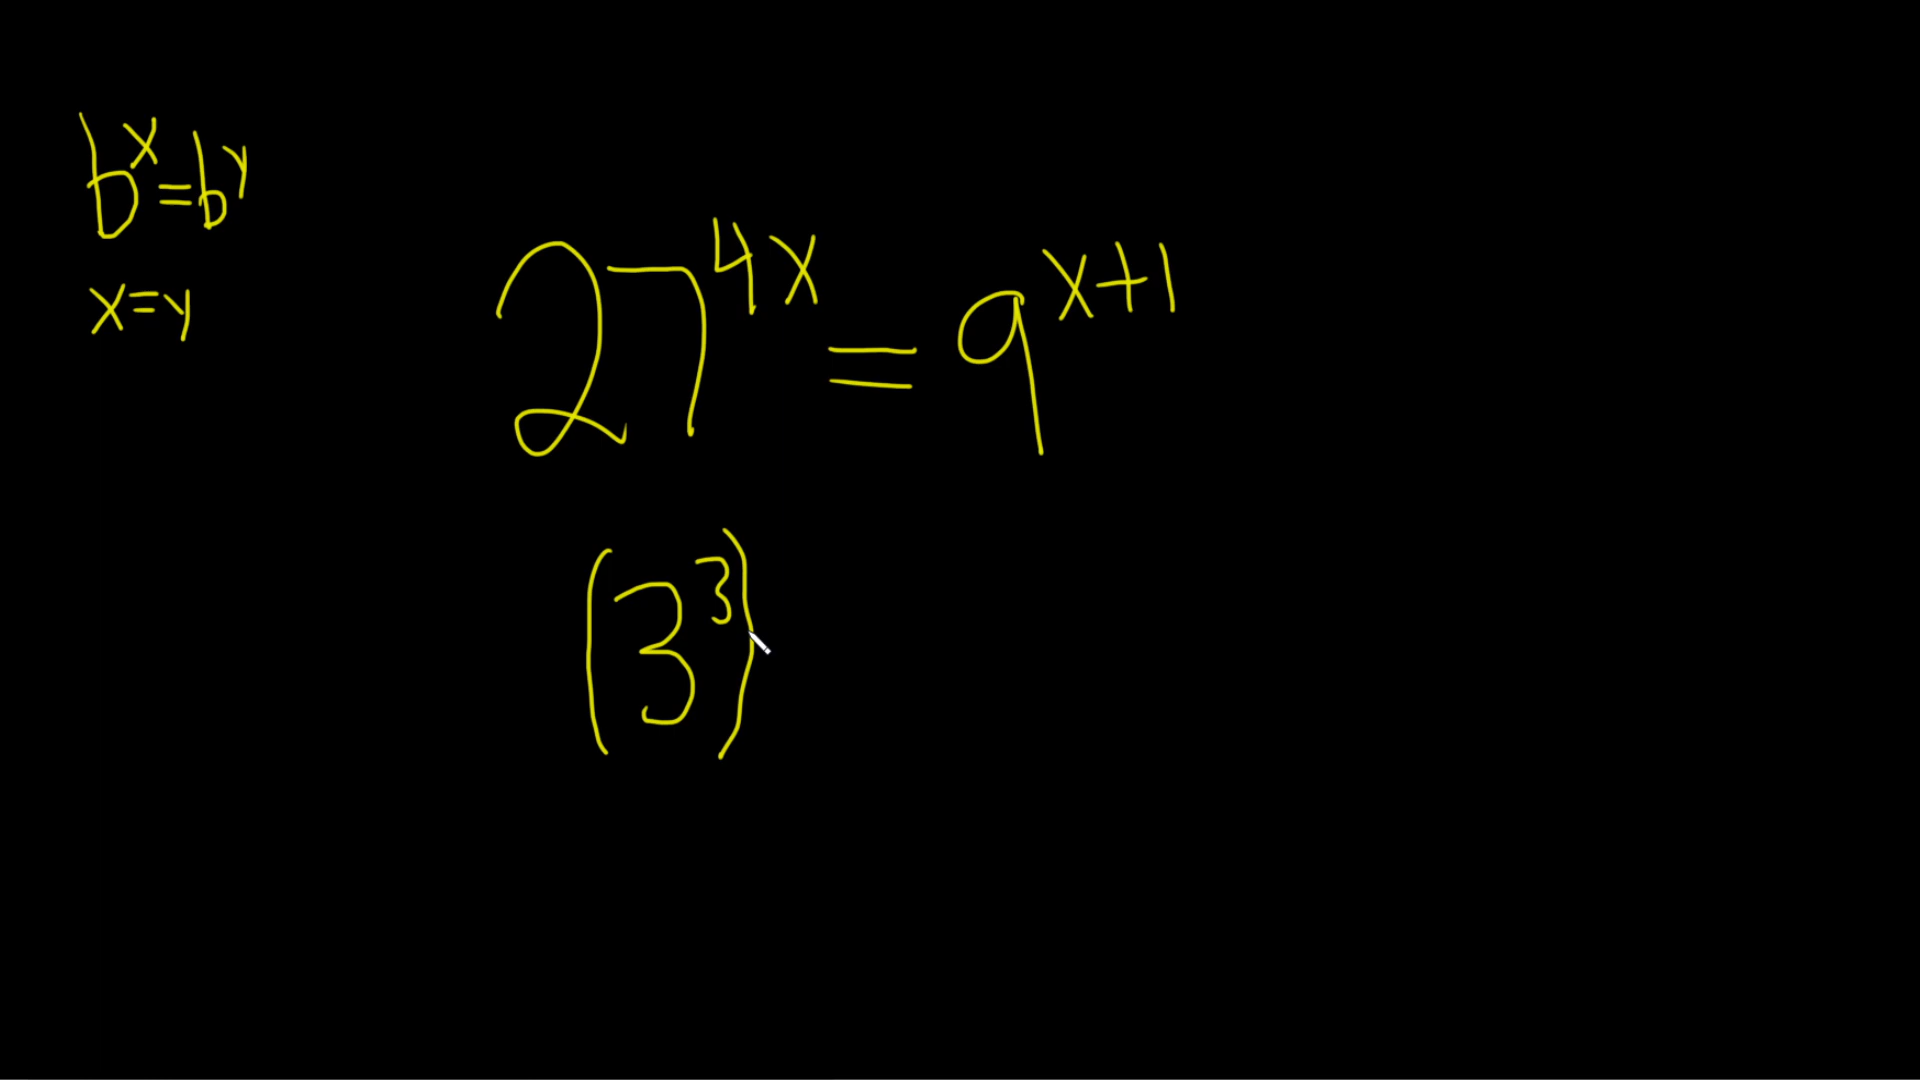 b^x=b^y
x=y
27^4x = 9^x+1
(3^3)